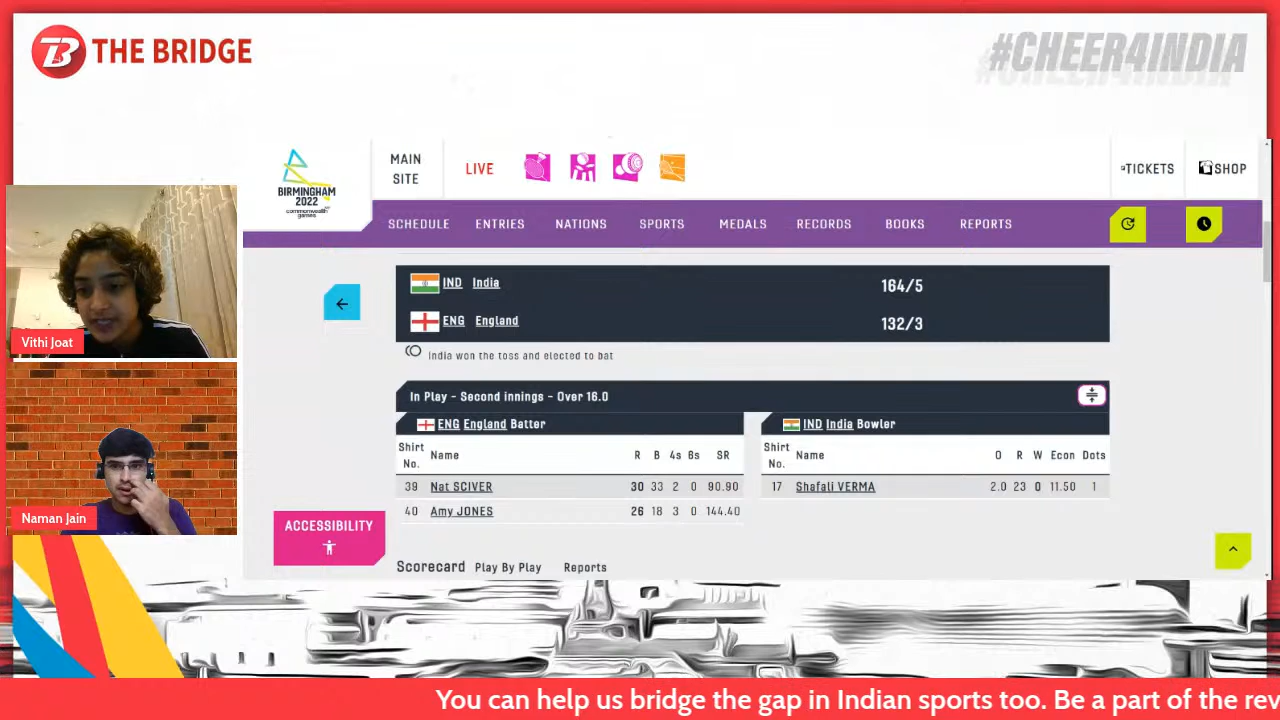 THE BRIDGE
#CHEER4INDIA
BIRMINGHAM
2022
commonwealth
games
MAIN
SITE
LIVE
TICKETS
SHOP
SCHEDULE ENTRIES NATIONS SPORTS MEDALS RECORDS BOOKS REPORTS
IND India 164/5
ENG England 132/3
India won the toss and elected to bat
In Play - Second innings - Over 16.0
ENG England Batter
Shirt No. Name R B 4s 6s SR
39 Nat SCIVER 30 33 2 0 90.90
40 Amy JONES 26 18 3 0 144.40
IND India Bowler
Shirt No. Name O R W Econ Dots
17 Shafali VERMA 2.0 23 0 11.50 1
ACCESSIBILITY
Scorecard Play By Play Reports
Vithi Joat
Naman Jain
You can help us bridge the gap in Indian sports too. Be a part of the rev